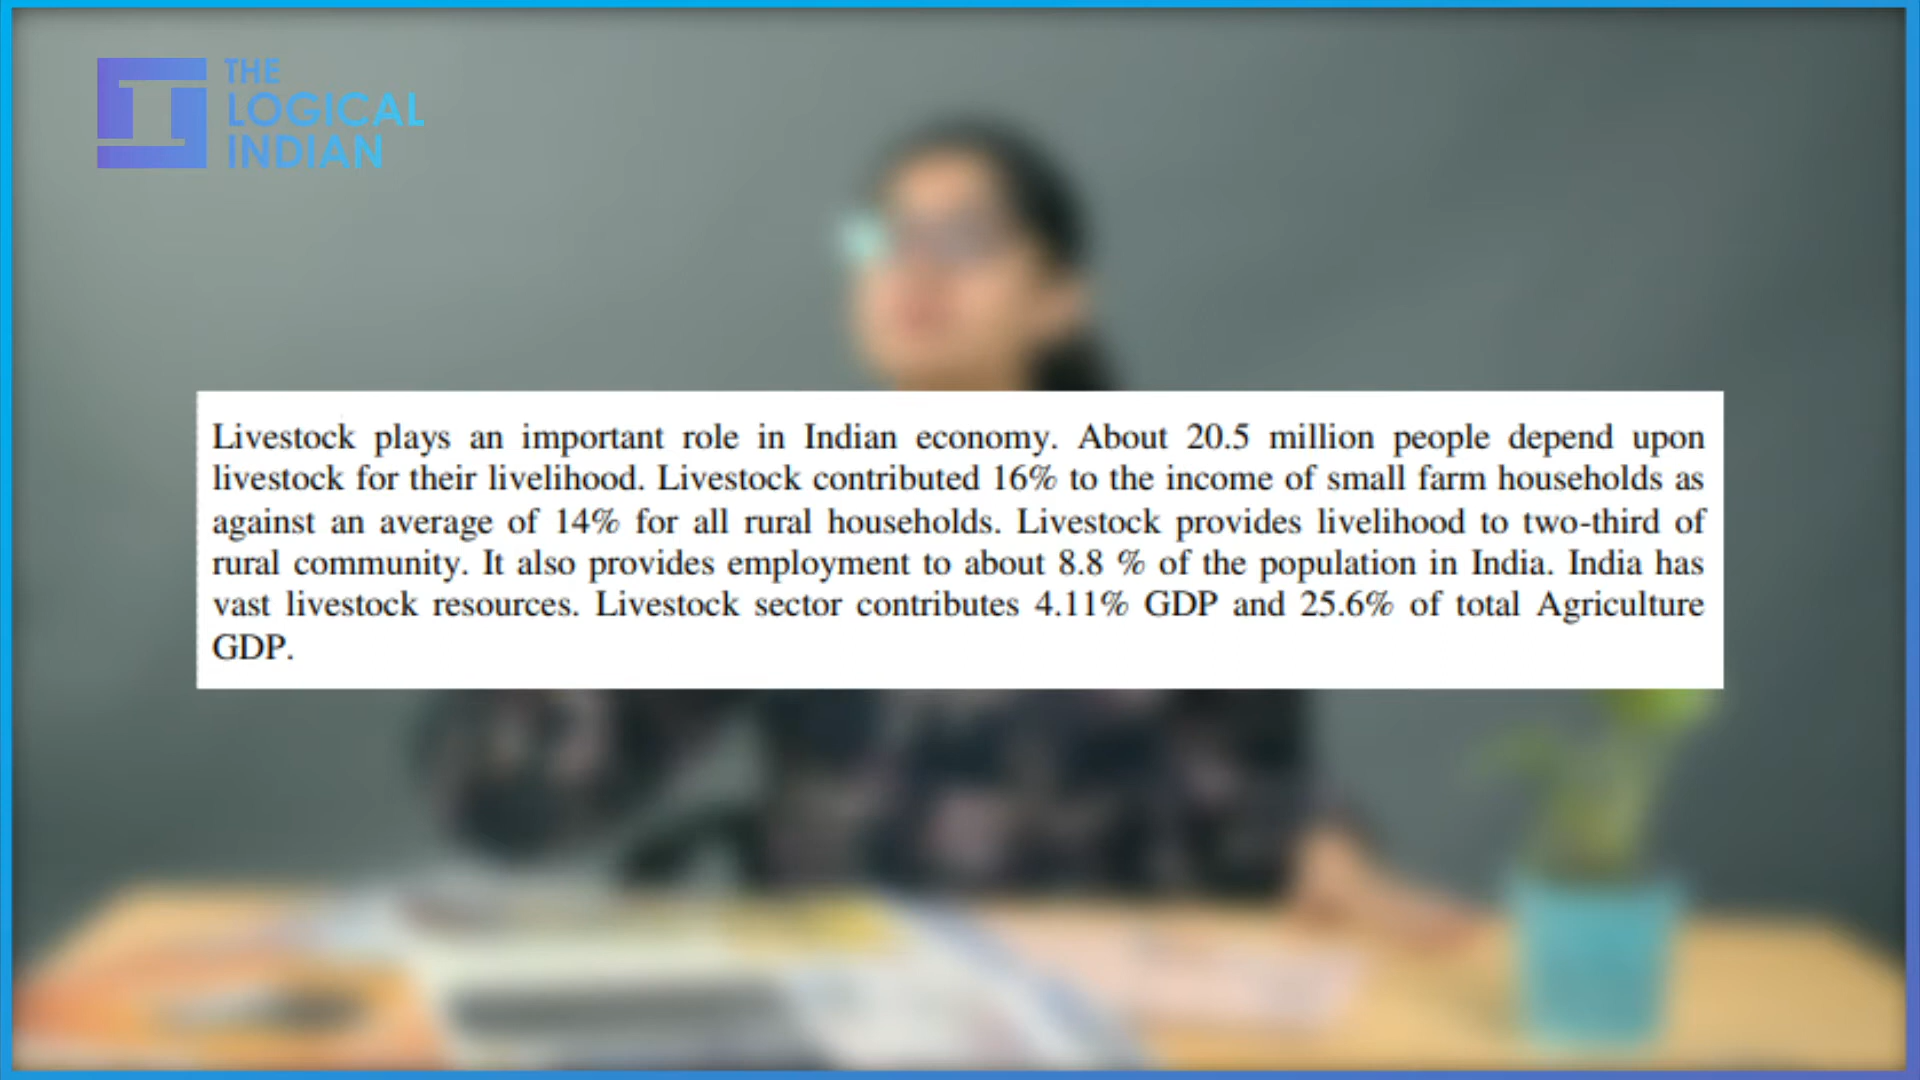 THE
LOGICAL
INDIAN
Livestock plays an important role in Indian economy. About 20.5 million people depend upon
livestock for their livelihood. Livestock contributed 16% to the income of small farm households as
against an average of 14% for all rural households. Livestock provides livelihood to two-third of
rural community. It also provides employment to about 8.8 % of the population in India. India has
vast livestock resources. Livestock sector contributes 4.11% GDP and 25.6% of total Agriculture
GDP.